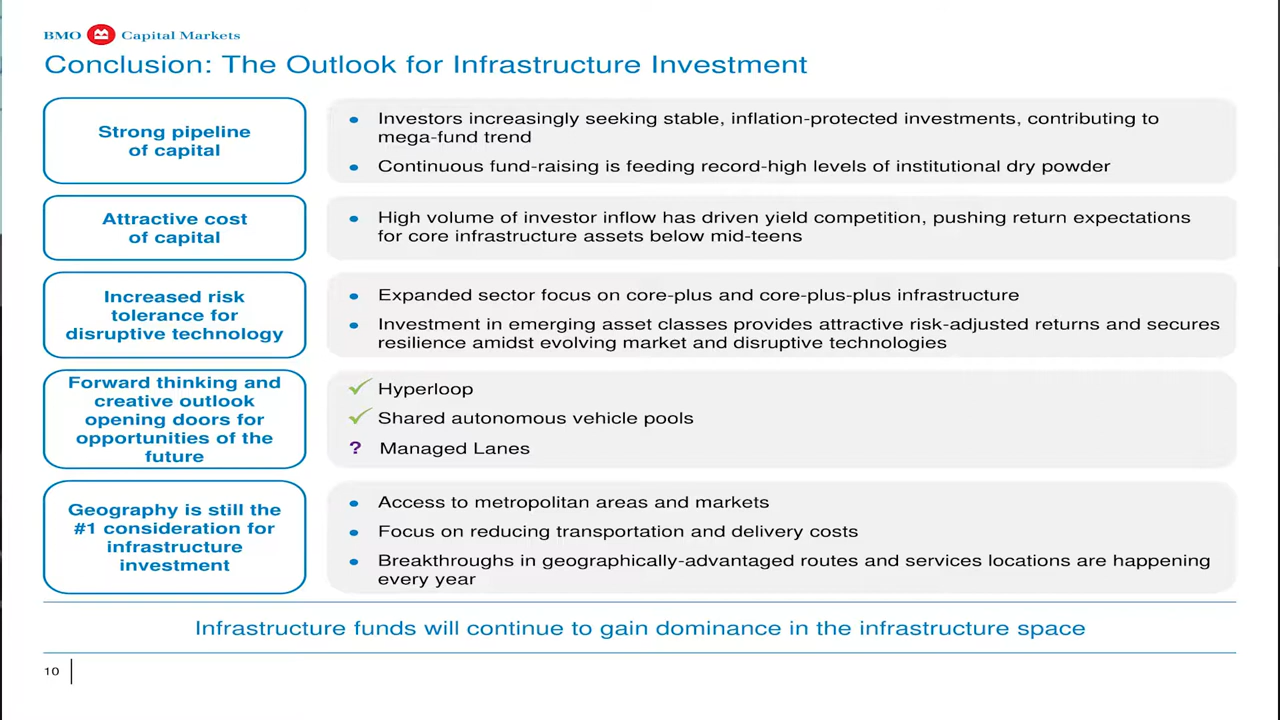 BMO Capital Markets
Conclusion: The Outlook for Infrastructure Investment
Strong pipeline
of capital
• Investors increasingly seeking stable, inflation-protected investments, contributing to
mega-fund trend
• Continuous fund-raising is feeding record-high levels of institutional dry powder
Attractive cost
of capital
• High volume of investor inflow has driven yield competition, pushing return expectations
for core infrastructure assets below mid-teens
Increased risk
tolerance for
disruptive technology
• Expanded sector focus on core-plus and core-plus-plus infrastructure
• Investment in emerging asset classes provides attractive risk-adjusted returns and secures
resilience amidst evolving market and disruptive technologies
Forward thinking and
creative outlook
opening doors for
opportunities of the
future
✓ Hyperloop
✓ Shared autonomous vehicle pools
? Managed Lanes
Geography is still the
#1 consideration for
infrastructure
investment
• Access to metropolitan areas and markets
• Focus on reducing transportation and delivery costs
• Breakthroughs in geographically-advantaged routes and services locations are happening
every year
Infrastructure funds will continue to gain dominance in the infrastructure space
10